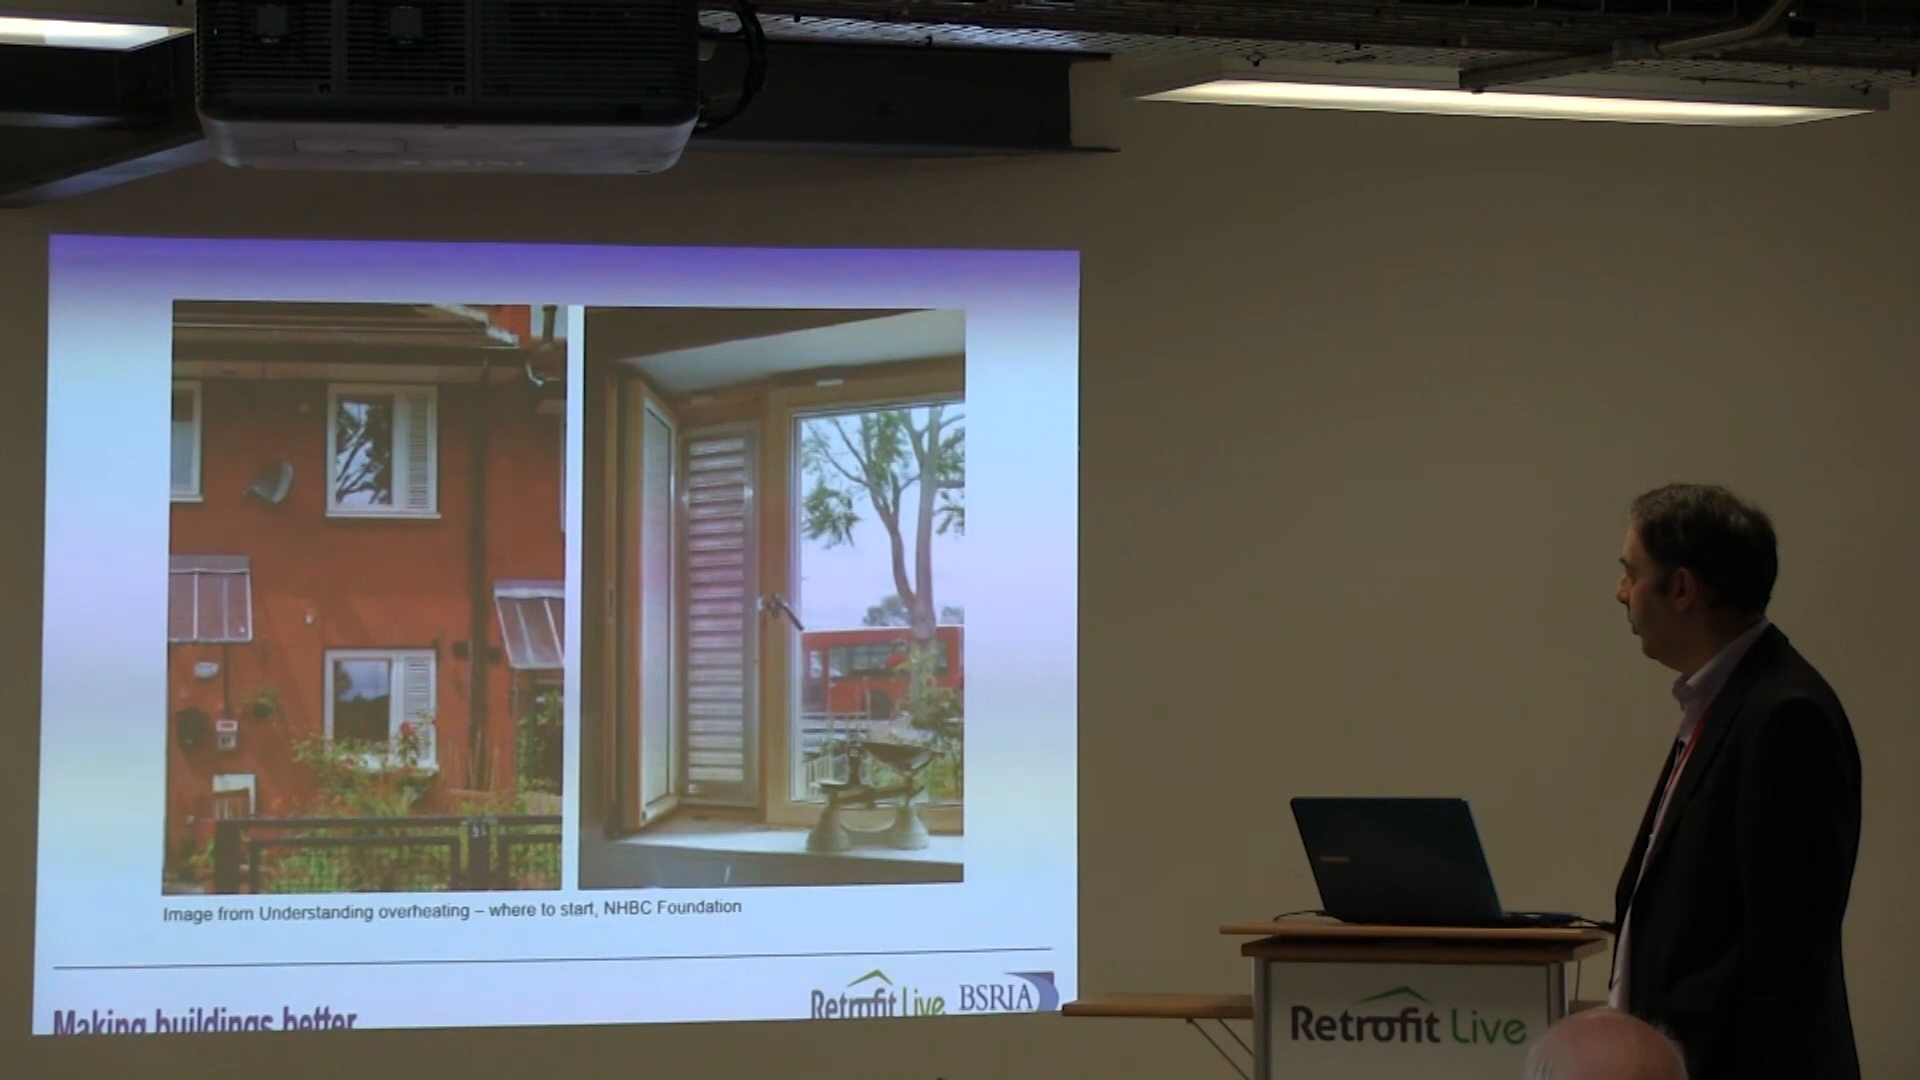 Image from Understanding overheating – where to start, NHBC Foundation
Making buildings better
Retrofit Live
BSRIA
Retrofit Live